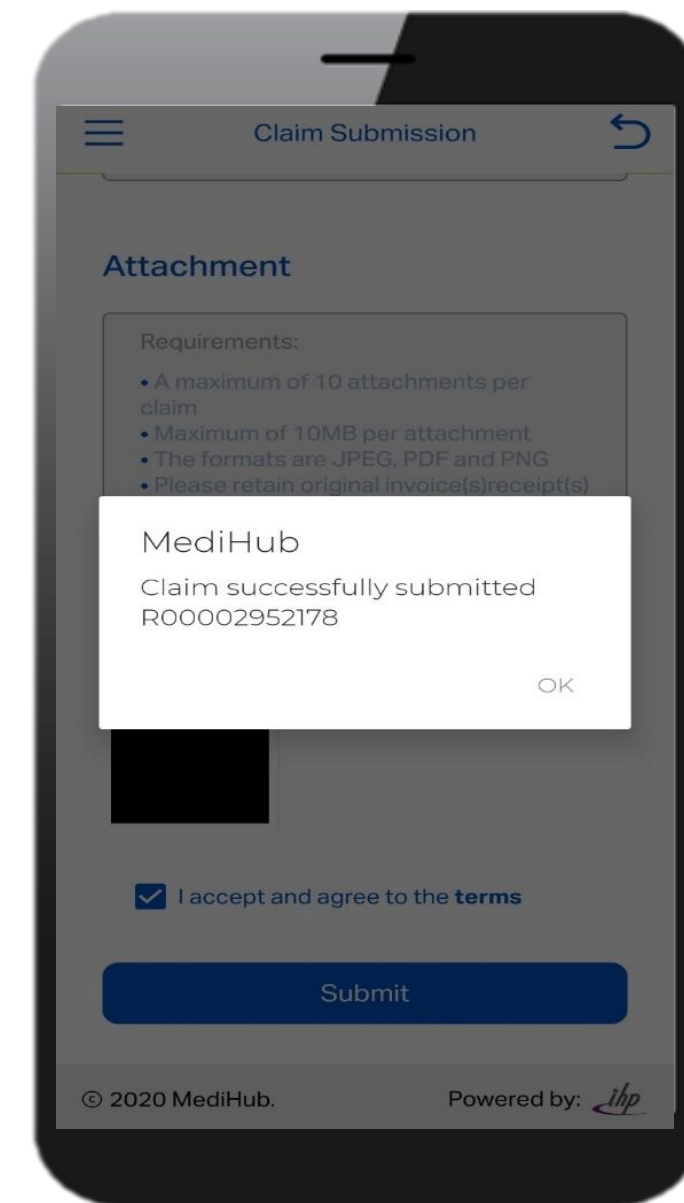 Claim Submission
Attachment
Requirements:
• A maximum of 10 attachments per
claim
• Maximum of 10MB per attachment
• The formats are JPEG, PDF and PNG
• Please retain original invoice(s)receipt(s)
MediHub
Claim successfully submitted
R00002952178
OK
I accept and agree to the terms
Submit
© 2020 MediHub.
Powered by: ihp